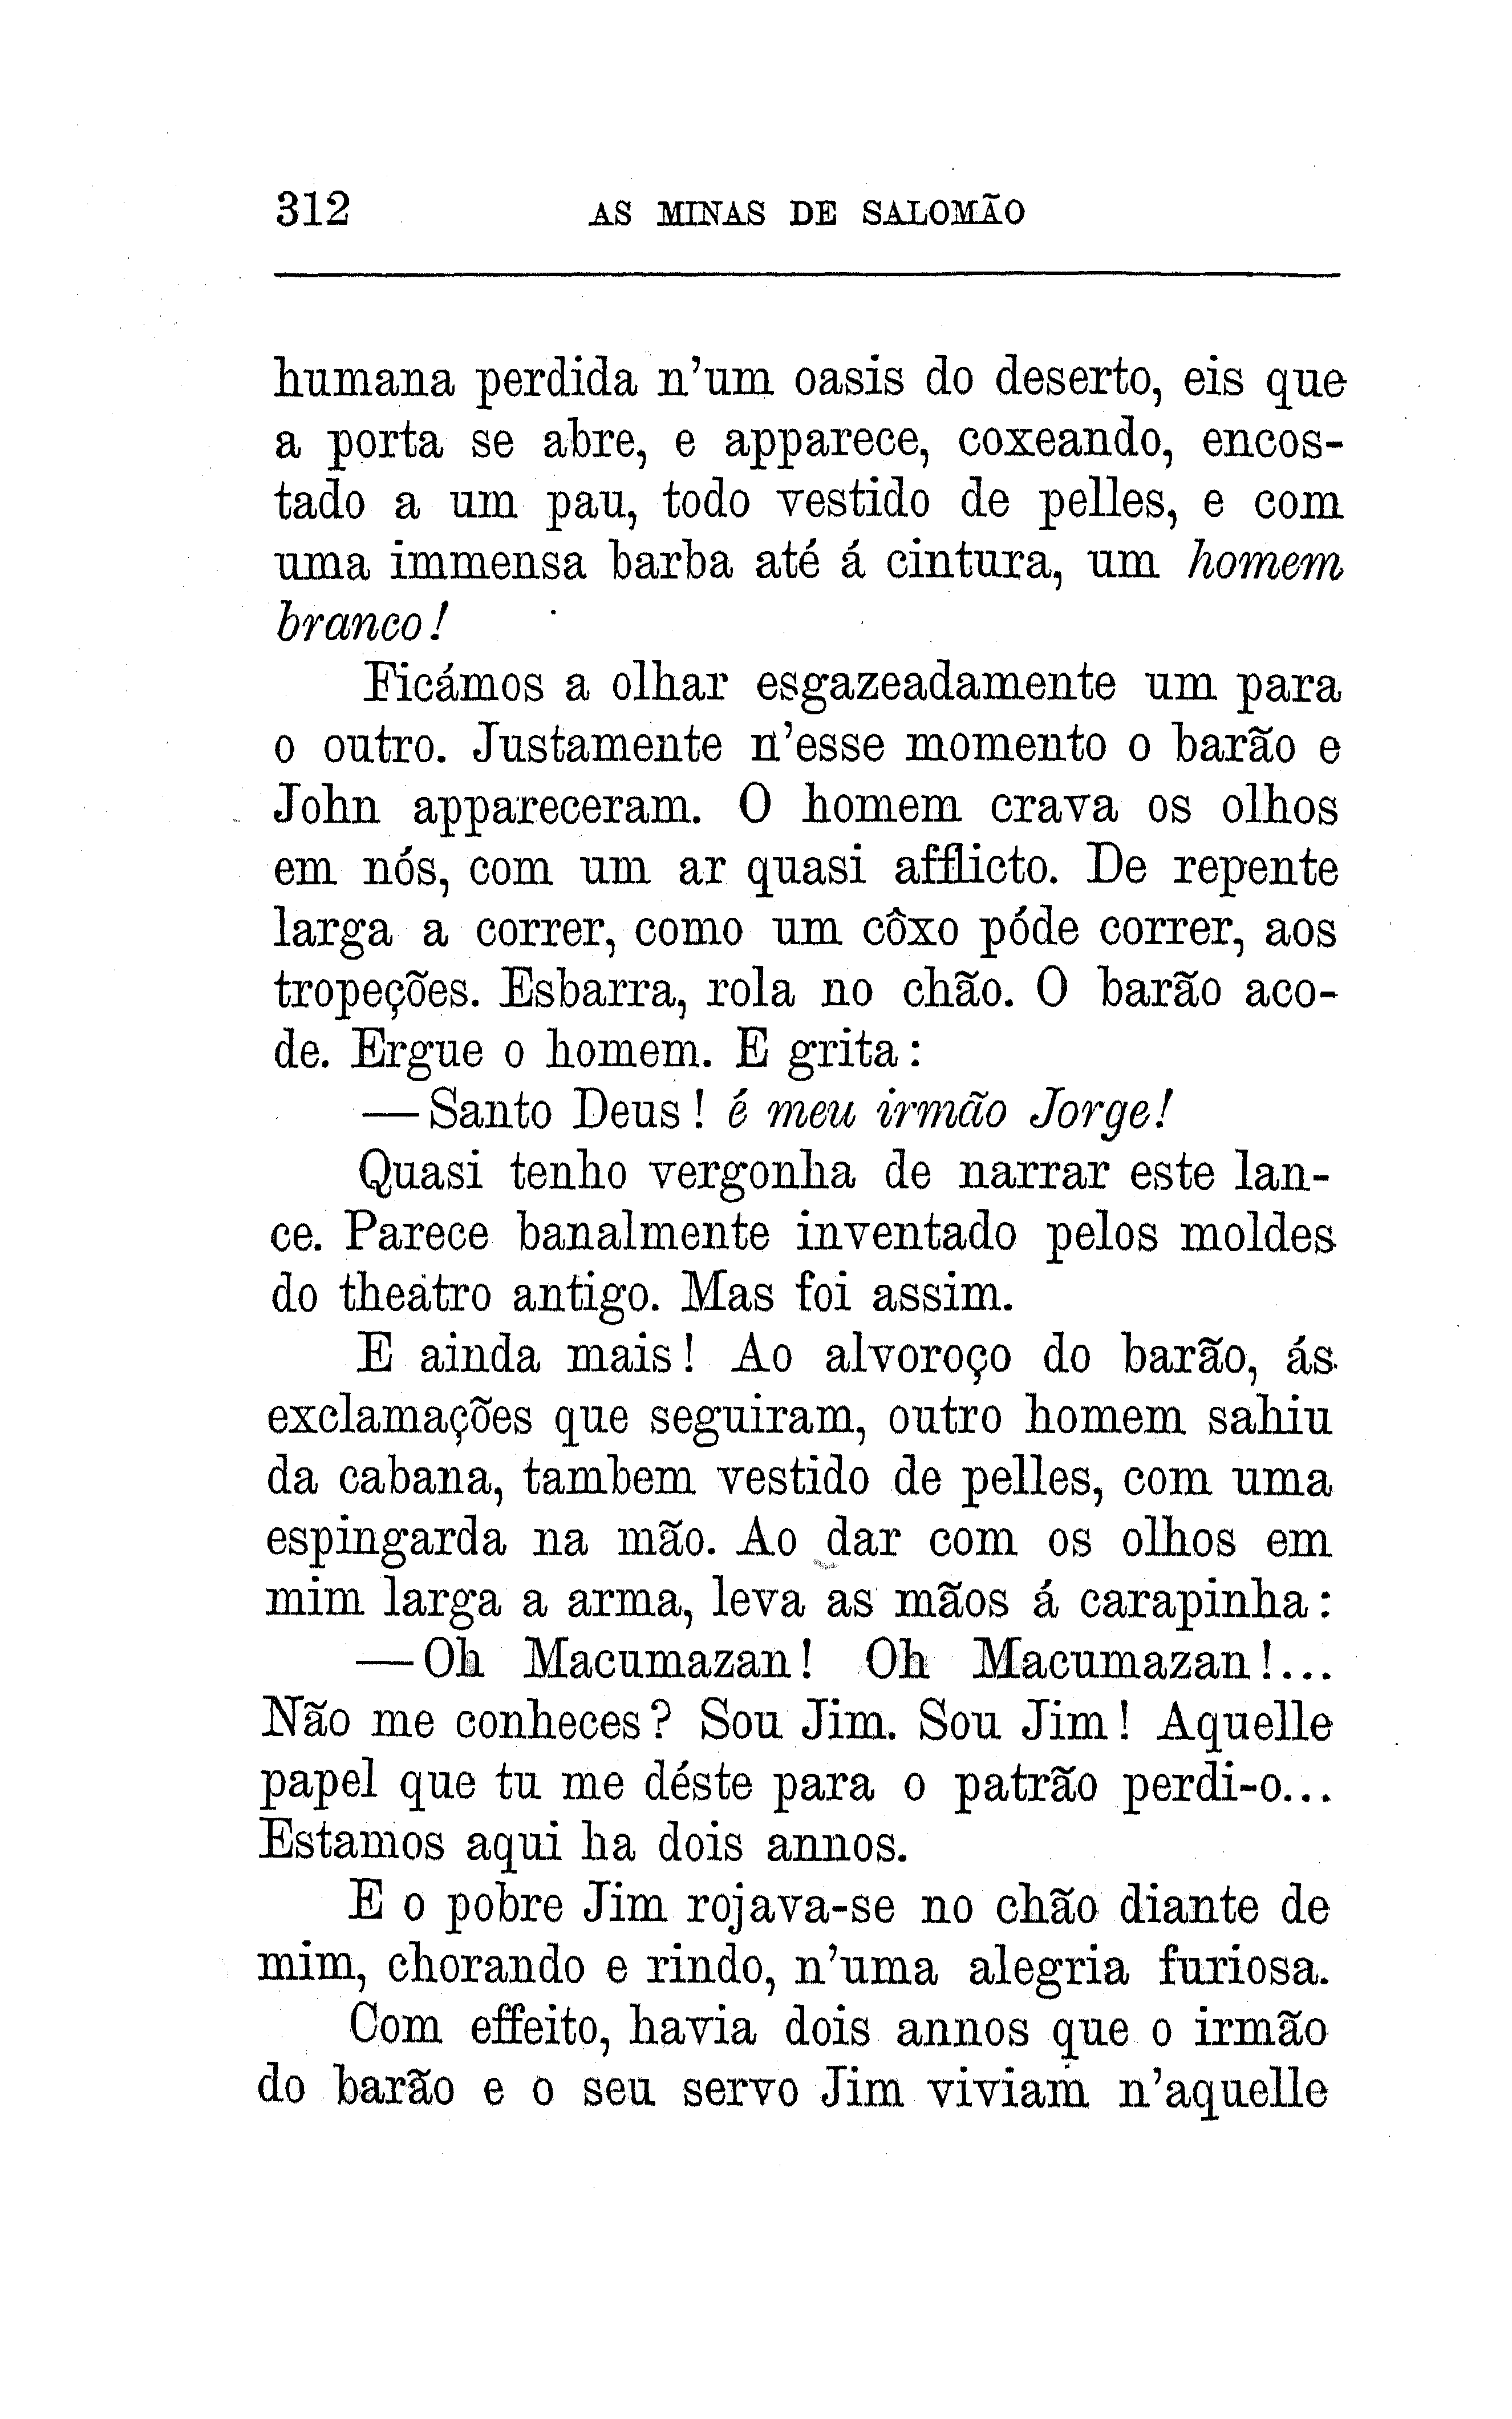 312 AS MINAS DE SALOMÃO
humana perdida n'um oasis do deserto, eis que
a porta se abre, e apparece, coxeando, encos-
tado a um pau, todo vestido de pelles, e com
uma immensa barba até á cintura, um homem
branco!
Ficámos a olhar esgazeadamente um para
o outro. Justamente n'esse momento o barão e
John appareceram. O homem crava os olhos
em nós, com um ar quasi afflicto. De repente
larga a correr, como um côxo póde correr, aos
tropeções. Esbarra, rola no chão. O barão aco-
de. Ergue o homem. E grita:
—Santo Deus! é meu irmão Jorge!
Quasi tenho vergonha de narrar este lan-
ce. Parece banalmente inventado pelos moldes
do theatro antigo. Mas foi assim.
E ainda mais! Ao alvoroço do barão, ás
exclamações que seguiram, outro homem sahiu
da cabana, tambem vestido de pelles, com uma
espingarda na mão. Ao dar com os olhos em
mim larga a arma, leva as mãos á carapinha:
—Oh Macumazan! Oh Macumazan!...
Não me conheces? Sou Jim. Sou Jim! Aquelle
papel que tu me déste para o patrão perdi-o...
Estamos aqui ha dois annos.
E o pobre Jim rojava-se no chão diante de
mim, chorando e rindo, n'uma alegria furiosa.
Com effeito, havia dois annos que o irmão
do barão e o seu servo Jim viviam n'aquelle